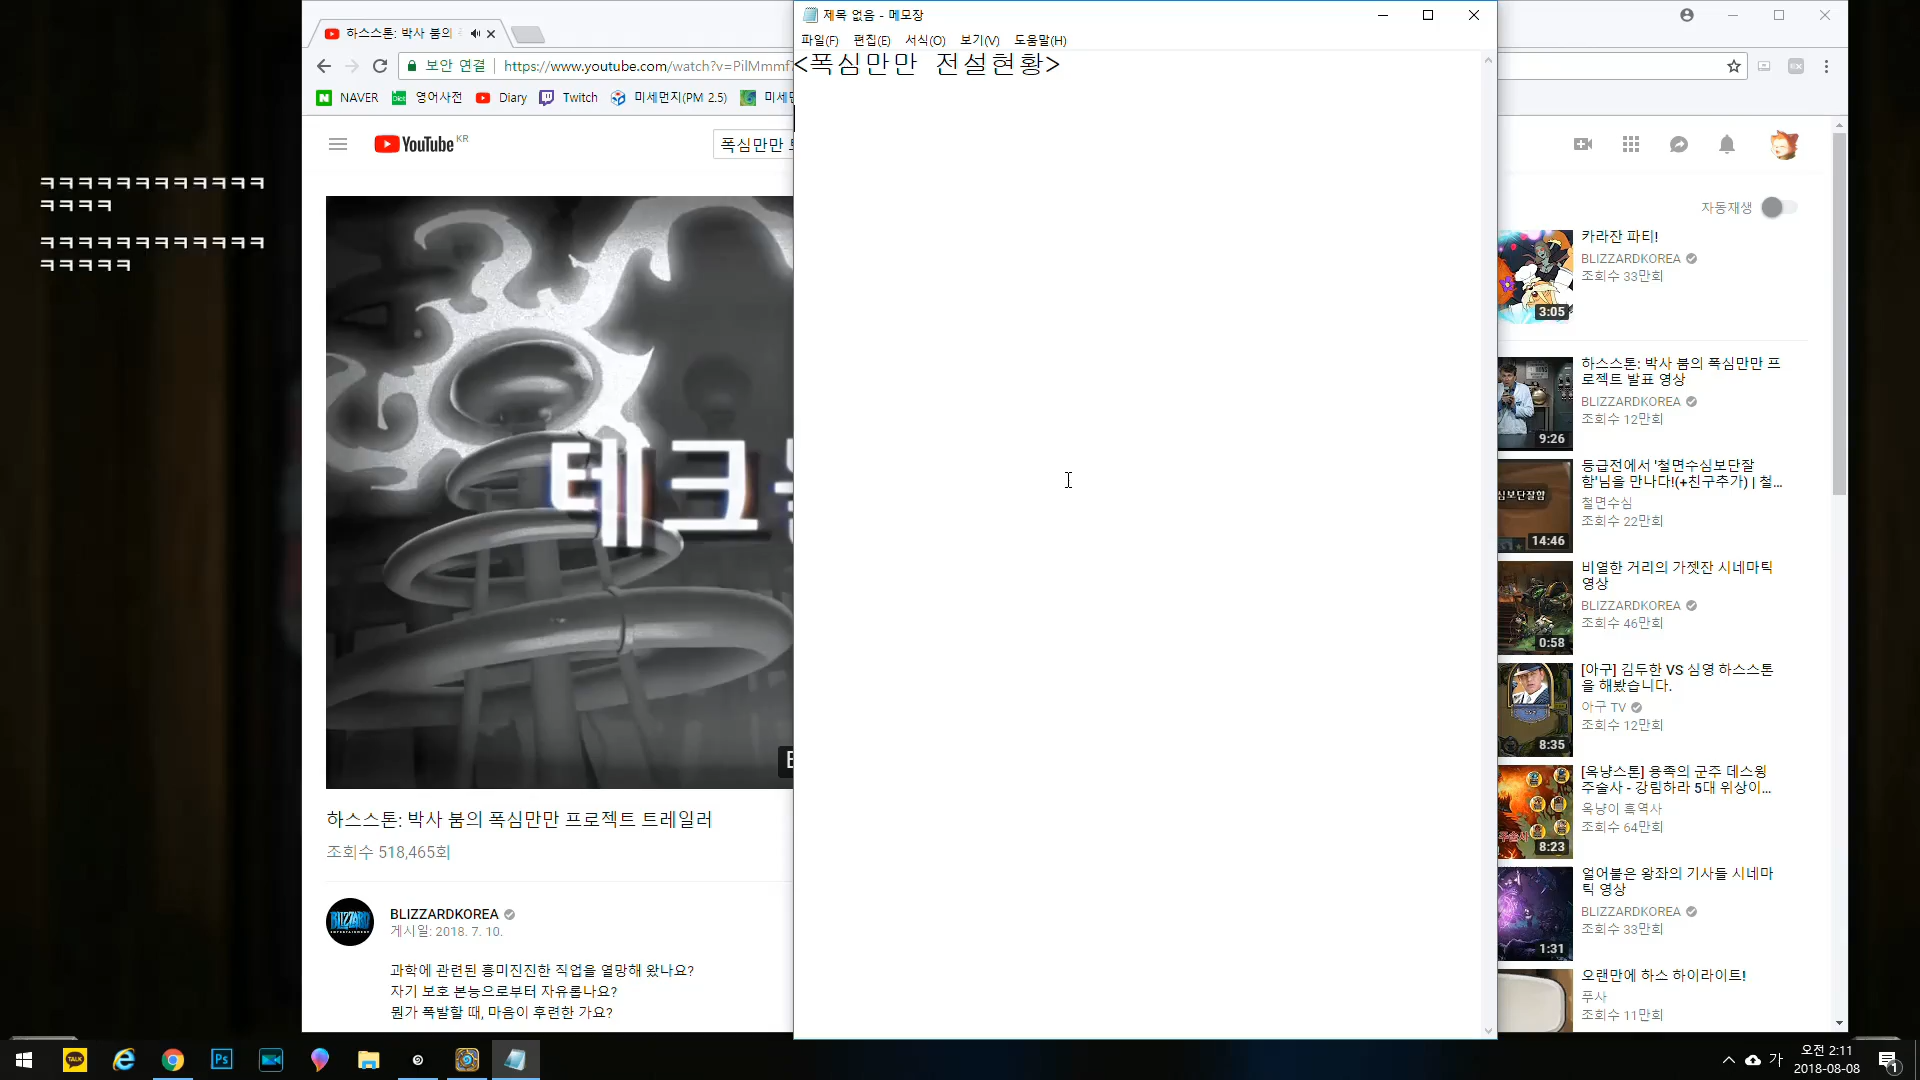 하스스톤: 박사 붐의
보안 연결
https://www.youtube.com/watch?v=PilMmmf
NAVER
영어사전
Diary
Twitch
미세먼지(PM 2.5)
YouTube KR
폭심만만
ㅋㅋㅋㅋㅋㅋㅋㅋㅋㅋㅋㅋ
ㅋㅋㅋㅋ
ㅋㅋㅋㅋㅋㅋㅋㅋㅋㅋㅋㅋ
ㅋㅋㅋㅋㅋ
테크
하스스톤: 박사 붐의 폭심만만 프로젝트 트레일러
조회수 518,465회
BLIZZARD
BLIZZARDKOREA
게시일: 2018. 7. 10.
과학에 관련된 흥미진진한 직업을 열망해 왔나요?
자기 보호 본능으로부터 자유롭나요?
뭔가 폭발할 때, 마음이 후련한 가요?
제목 없음 - 메모장
파일(F) 편집(E) 서식(O) 보기(V) 도움말(H)
<폭심만만 전설현황>
자동재생
카라잔 파티!
BLIZZARDKOREA
조회수 33만회
3:05
하스스톤: 박사 붐의 폭심만만 프
로젝트 발표 영상
BLIZZARDKOREA
조회수 12만회
9:26
등급전에서 '철면수심보단잘
함'님을 만나다!(+친구추가) | 철...
철면수심
조회수 22만회
심보단잘함
14:46
비열한 거리의 가젯잔 시네마틱
영상
BLIZZARDKOREA
조회수 46만회
0:58
[아구] 김두한 VS 심영 하스스톤
을 해봤습니다.
아구 TV
조회수 12만회
8:35
[옥냥스톤] 용족의 군주 데스윙
주술사 - 강림하라 5대 위상이...
옥냥이 흑역사
조회수 64만회
주술사
8:23
얼어붙은 왕좌의 기사들 시네마
틱 영상
BLIZZARDKOREA
조회수 33만회
1:31
오랜만에 하스 하이라이트!
푸사
조회수 11만회
TALK
Ps
가
오전 2:11
2018-08-08
1